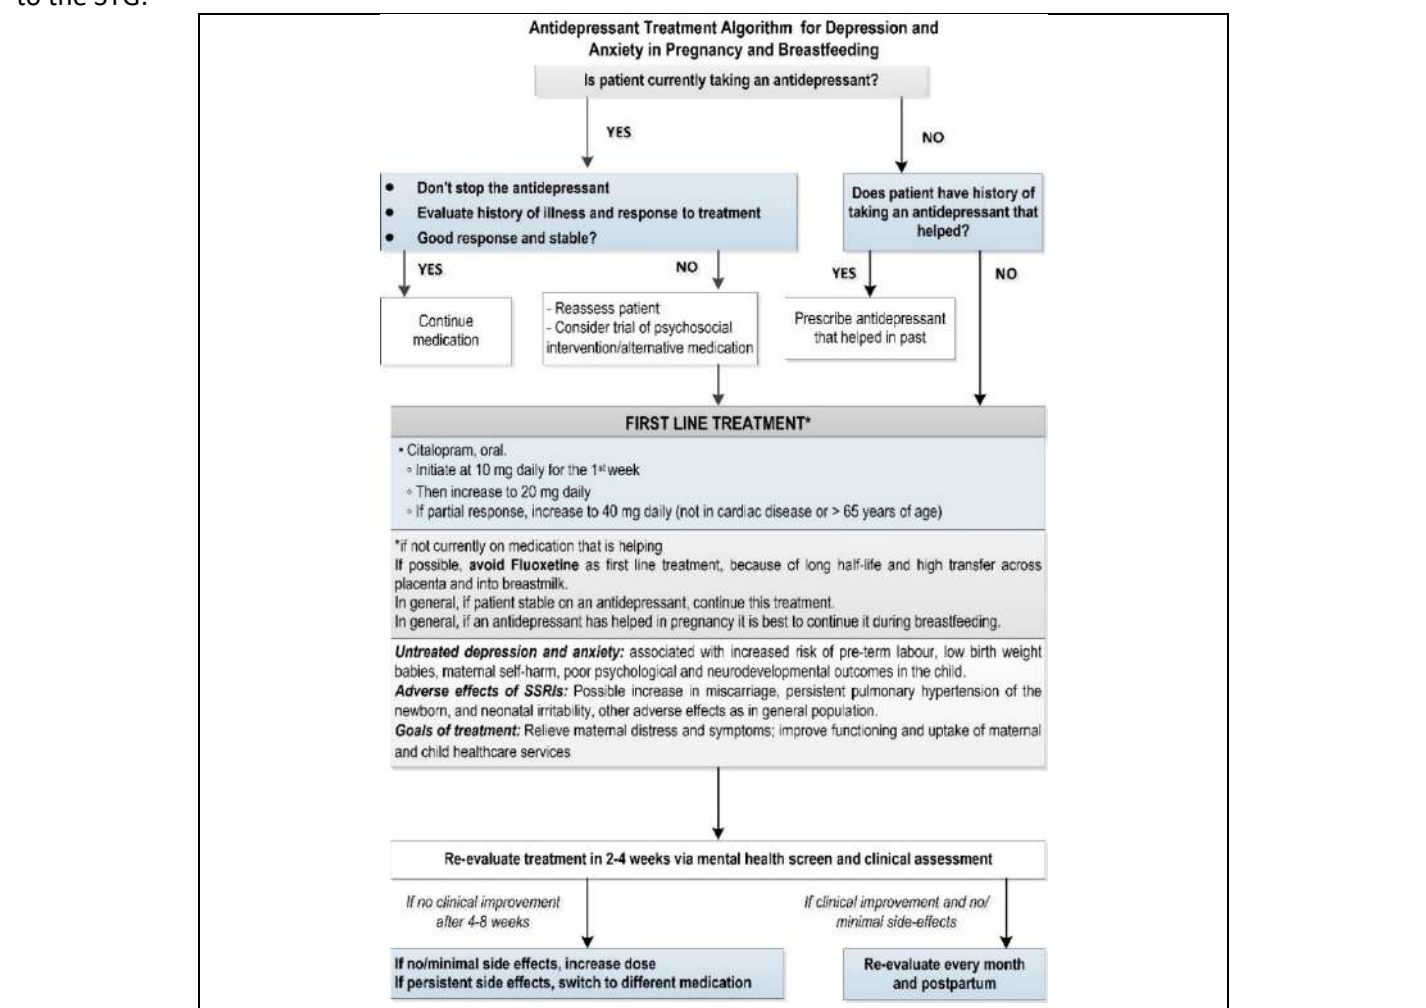 to the STG:
Antidepressant Treatment Algorithm for Depression and
Anxiety in Pregnancy and Breastfeeding
Is patient currently taking an antidepressant?
YES
NO
● Don't stop the antidepressant
● Evaluate history of illness and response to treatment
● Good response and stable?
Does patient have history of
taking an antidepressant that
helped?
YES
NO
YES
NO
Continue
medication
- Reassess patient
- Consider trial of psychosocial
intervention/alternative medication
Prescribe antidepressant
that helped in past
FIRST LINE TREATMENT*
• Citalopram, oral.
◦ Initiate at 10 mg daily for the 1st week
◦ Then increase to 20 mg daily
◦ If partial response, increase to 40 mg daily (not in cardiac disease or > 65 years of age)
*if not currently on medication that is helping
If possible, avoid Fluoxetine as first line treatment, because of long half-life and high transfer across
placenta and into breastmilk.
In general, if patient stable on an antidepressant, continue this treatment.
In general, if an antidepressant has helped in pregnancy it is best to continue it during breastfeeding.
Untreated depression and anxiety: associated with increased risk of pre-term labour, low birth weight
babies, maternal self-harm, poor psychological and neurodevelopmental outcomes in the child.
Adverse effects of SSRIs: Possible increase in miscarriage, persistent pulmonary hypertension of the
newborn, and neonatal irritability, other adverse effects as in general population.
Goals of treatment: Relieve maternal distress and symptoms; improve functioning and uptake of maternal
and child healthcare services
Re-evaluate treatment in 2-4 weeks via mental health screen and clinical assessment
If no clinical improvement
after 4-8 weeks
If clinical improvement and no/
minimal side-effects
If no/minimal side effects, increase dose
If persistent side effects, switch to different medication
Re-evaluate every month
and postpartum